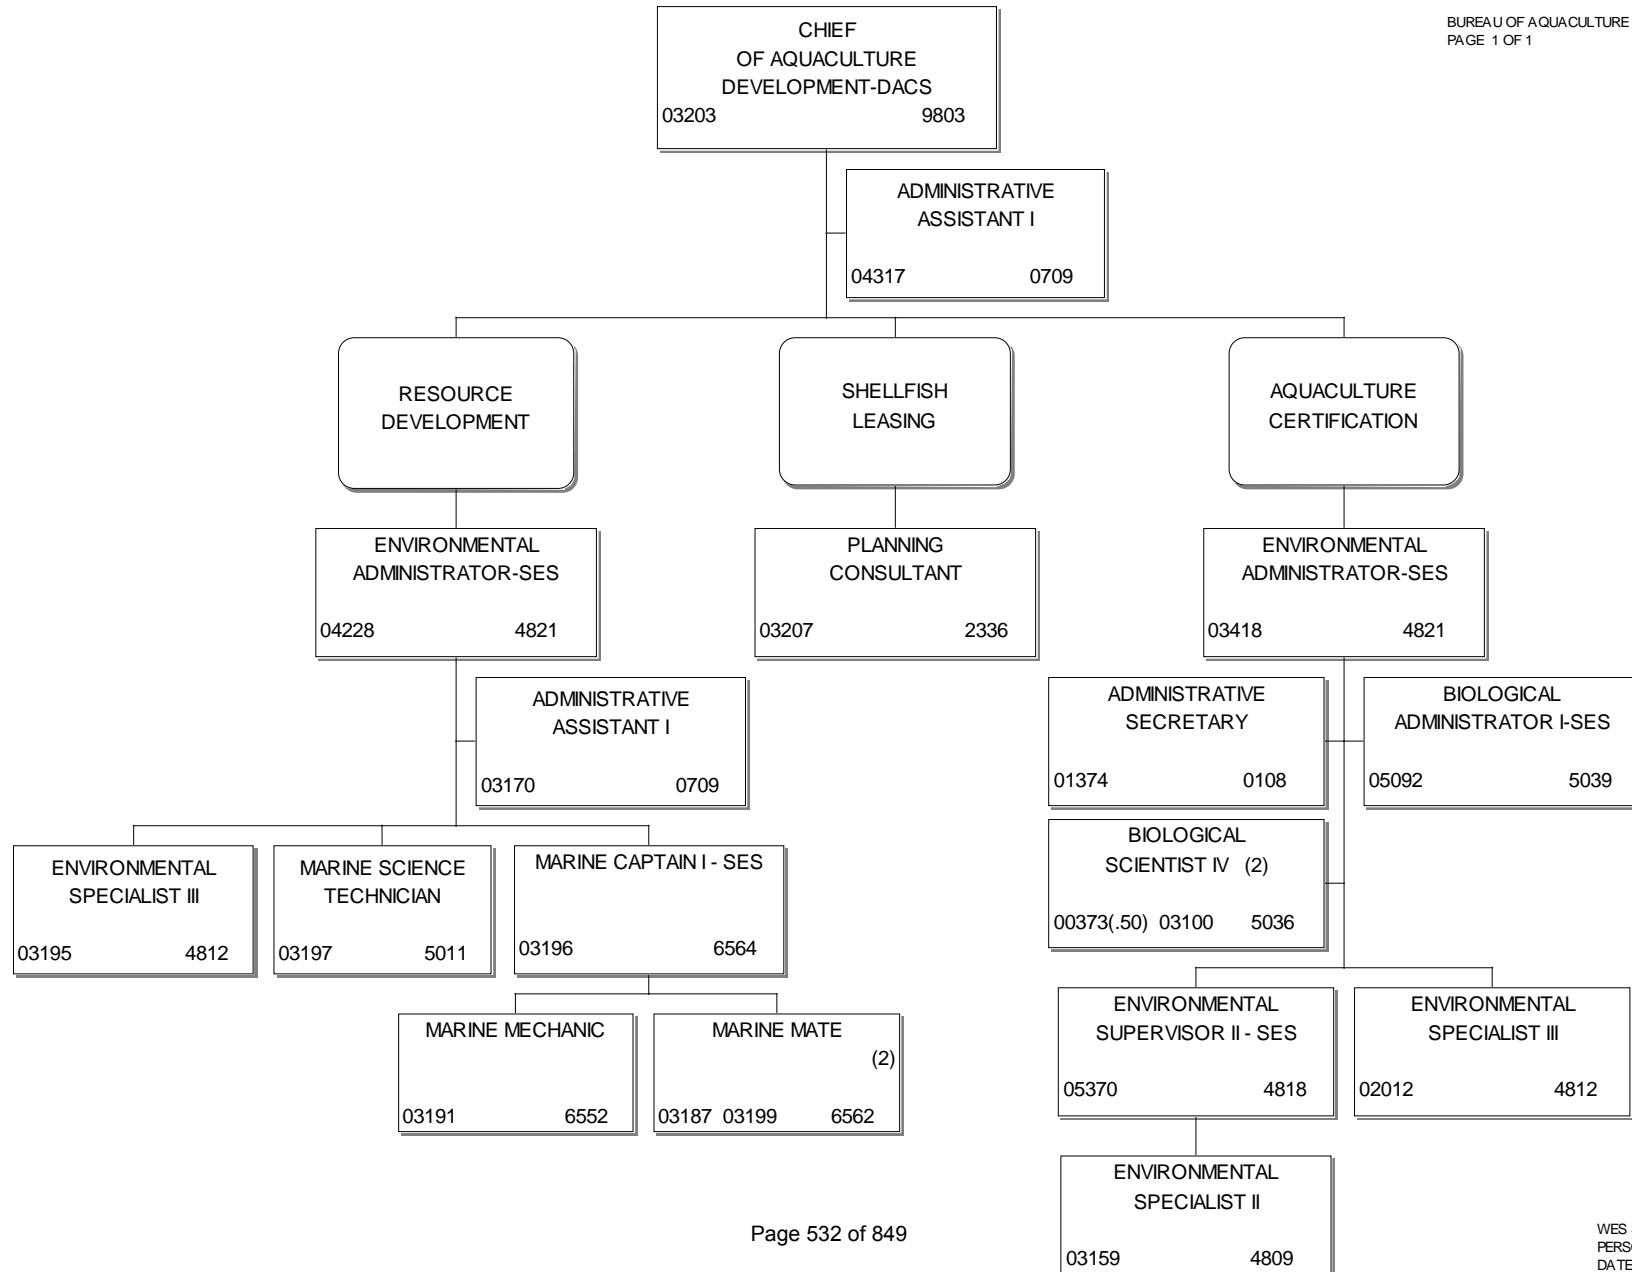 BUREAU OF AQUACULTURE
PAGE 1 OF 1
CHIEF
OF AQUACULTURE
DEVELOPMENT-DACS
03203 9803
ADMINISTRATIVE
ASSISTANT I
04317 0709
RESOURCE
DEVELOPMENT
SHELLFISH
LEASING
AQUACULTURE
CERTIFICATION
ENVIRONMENTAL
ADMINISTRATOR-SES
04228 4821
PLANNING
CONSULTANT
03207 2336
ENVIRONMENTAL
ADMINISTRATOR-SES
03418 4821
ADMINISTRATIVE
ASSISTANT I
03170 0709
ADMINISTRATIVE
SECRETARY
01374 0108
BIOLOGICAL
ADMINISTRATOR I-SES
05092 5039
BIOLOGICAL
SCIENTIST IV (2)
00373(.50) 03100 5036
ENVIRONMENTAL
SPECIALIST III
03195 4812
MARINE SCIENCE
TECHNICIAN
03197 5011
MARINE CAPTAIN I - SES
03196 6564
MARINE MECHANIC
03191 6552
MARINE MATE
(2)
03187 03199 6562
ENVIRONMENTAL
SUPERVISOR II - SES
05370 4818
ENVIRONMENTAL
SPECIALIST III
02012 4812
ENVIRONMENTAL
SPECIALIST II
03159 4809
Page 532 of 849
WES
DATE